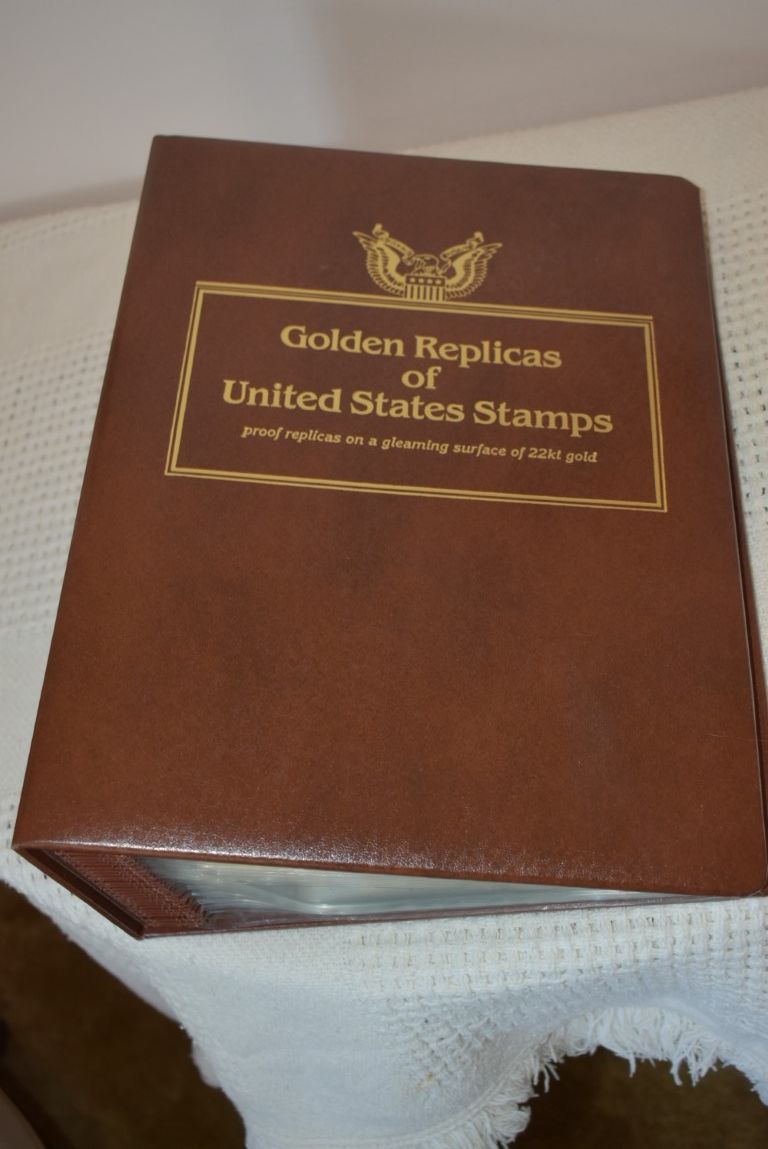 Golden Replicas
of
United States Stamps
proof replicas on a gleaming surface of 22kt gold